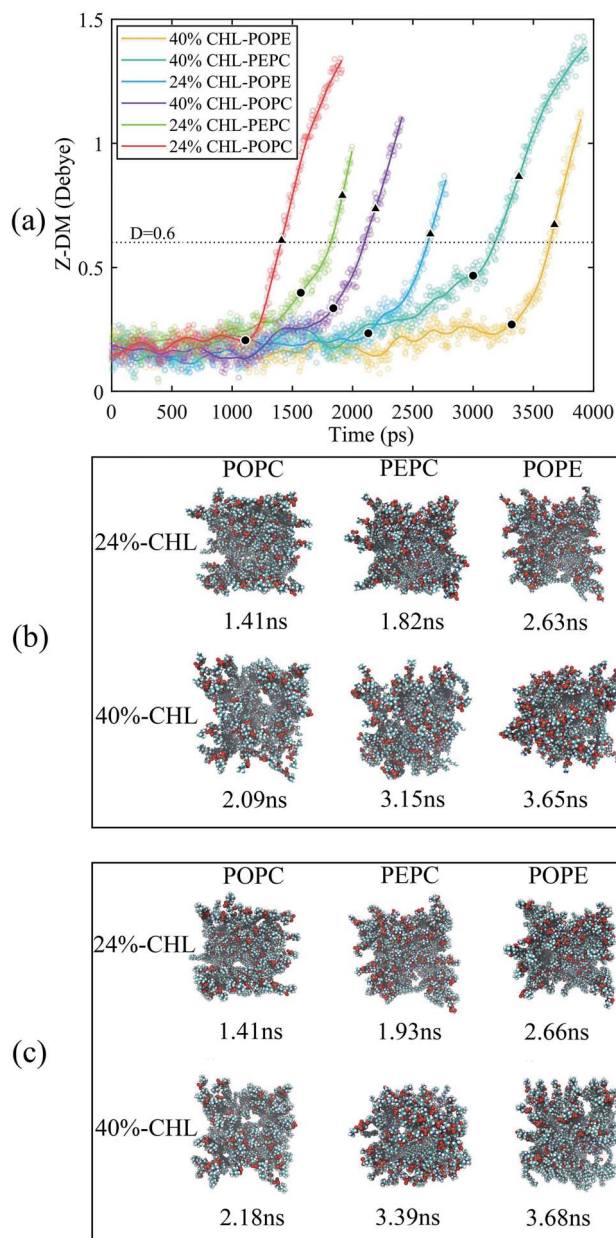 (a)
Z-DM (Debye)
1.5
1
0.5
0
40% CHL-POPE
40% CHL-PEPC
24% CHL-POPE
40% CHL-POPC
24% CHL-PEPC
24% CHL-POPC
D=0.6
0 500 1000 1500 2000 2500 3000 3500 4000
Time (ps)
(b)
POPC PEPC POPE
24%-CHL
1.41ns 1.82ns 2.63ns
40%-CHL
2.09ns 3.15ns 3.65ns
(c)
POPC PEPC POPE
24%-CHL
1.41ns 1.93ns 2.66ns
40%-CHL
2.18ns 3.39ns 3.68ns